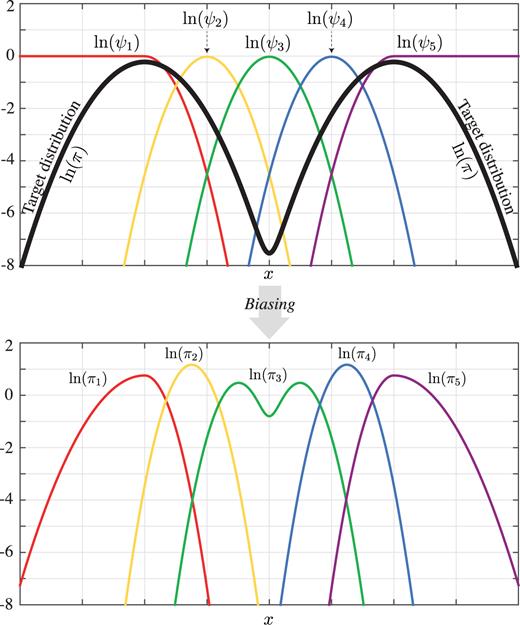 2
0
-2
-4
-6
-8
ln(ψ₁)
ln(ψ₂)
ln(ψ₃)
ln(ψ₄)
ln(ψ₅)
Target distribution
ln(π)
Target distribution
ln(π)
x
Biasing
2
0
-2
-4
-6
-8
ln(π₁)
ln(π₂)
ln(π₃)
ln(π₄)
ln(π₅)
x